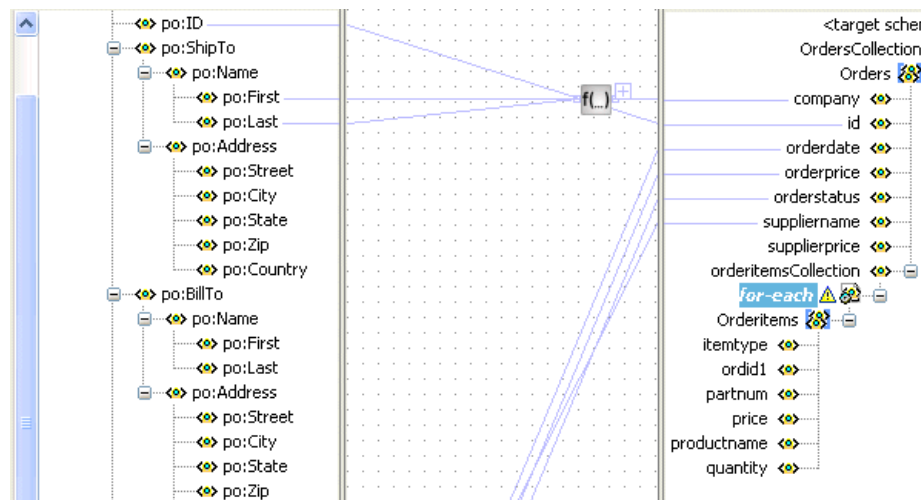 po:ID
po:ShipTo
po:Name
po:First
po:Last
po:Address
po:Street
po:City
po:State
po:Zip
po:Country
po:BillTo
po:Name
po:First
po:Last
po:Address
po:Street
po:City
po:State
po:Zip
f(...)
<target scher
OrdersCollection
Orders
company
id
orderdate
orderprice
orderstatus
suppliername
supplierprice
orderitemsCollection
for-each
Orderitems
itemtype
ordid1
partnum
price
productname
quantity